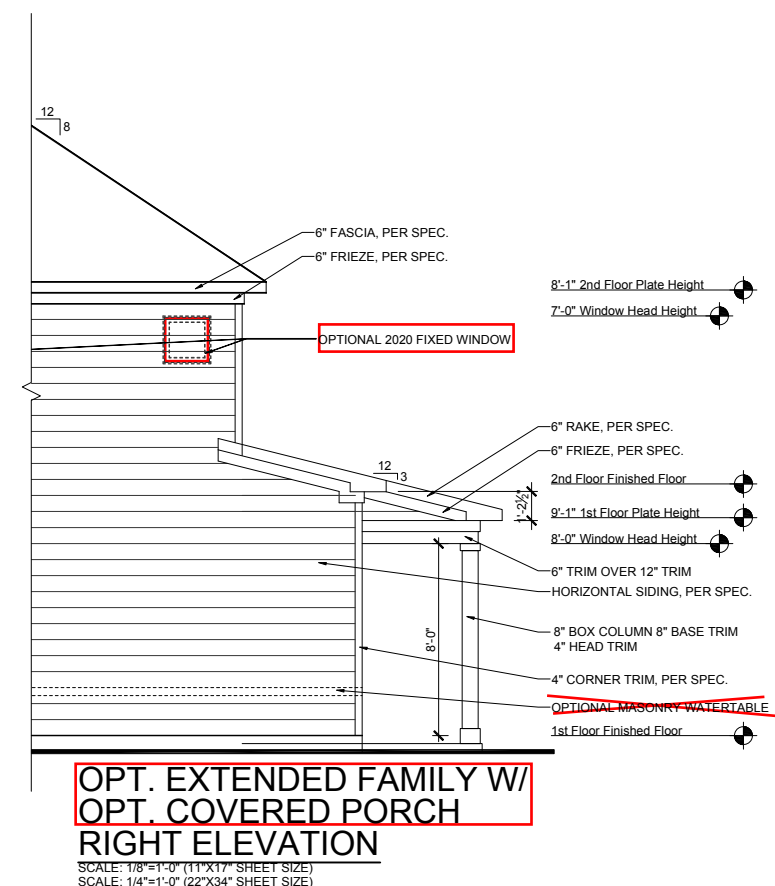 12
8
6" FASCIA, PER SPEC.
6" FRIEZE, PER SPEC.
8'-1" 2nd Floor Plate Height
7'-0" Window Head Height
OPTIONAL 2020 FIXED WINDOW
6" RAKE, PER SPEC.
6" FRIEZE, PER SPEC.
12
3
2nd Floor Finished Floor
1'-2½"
9'-1" 1st Floor Plate Height
8'-0" Window Head Height
6" TRIM OVER 12" TRIM
HORIZONTAL SIDING, PER SPEC.
8'-0"
8" BOX COLUMN 8" BASE TRIM
4" HEAD TRIM
4" CORNER TRIM, PER SPEC.
OPTIONAL MASONRY WATERTABLE
1st Floor Finished Floor
OPT. EXTENDED FAMILY W/
OPT. COVERED PORCH
RIGHT ELEVATION
SCALE: 1/8"=1'-0" (11"X17" SHEET SIZE)
SCALE: 1/4"=1'-0" (22"X34" SHEET SIZE)